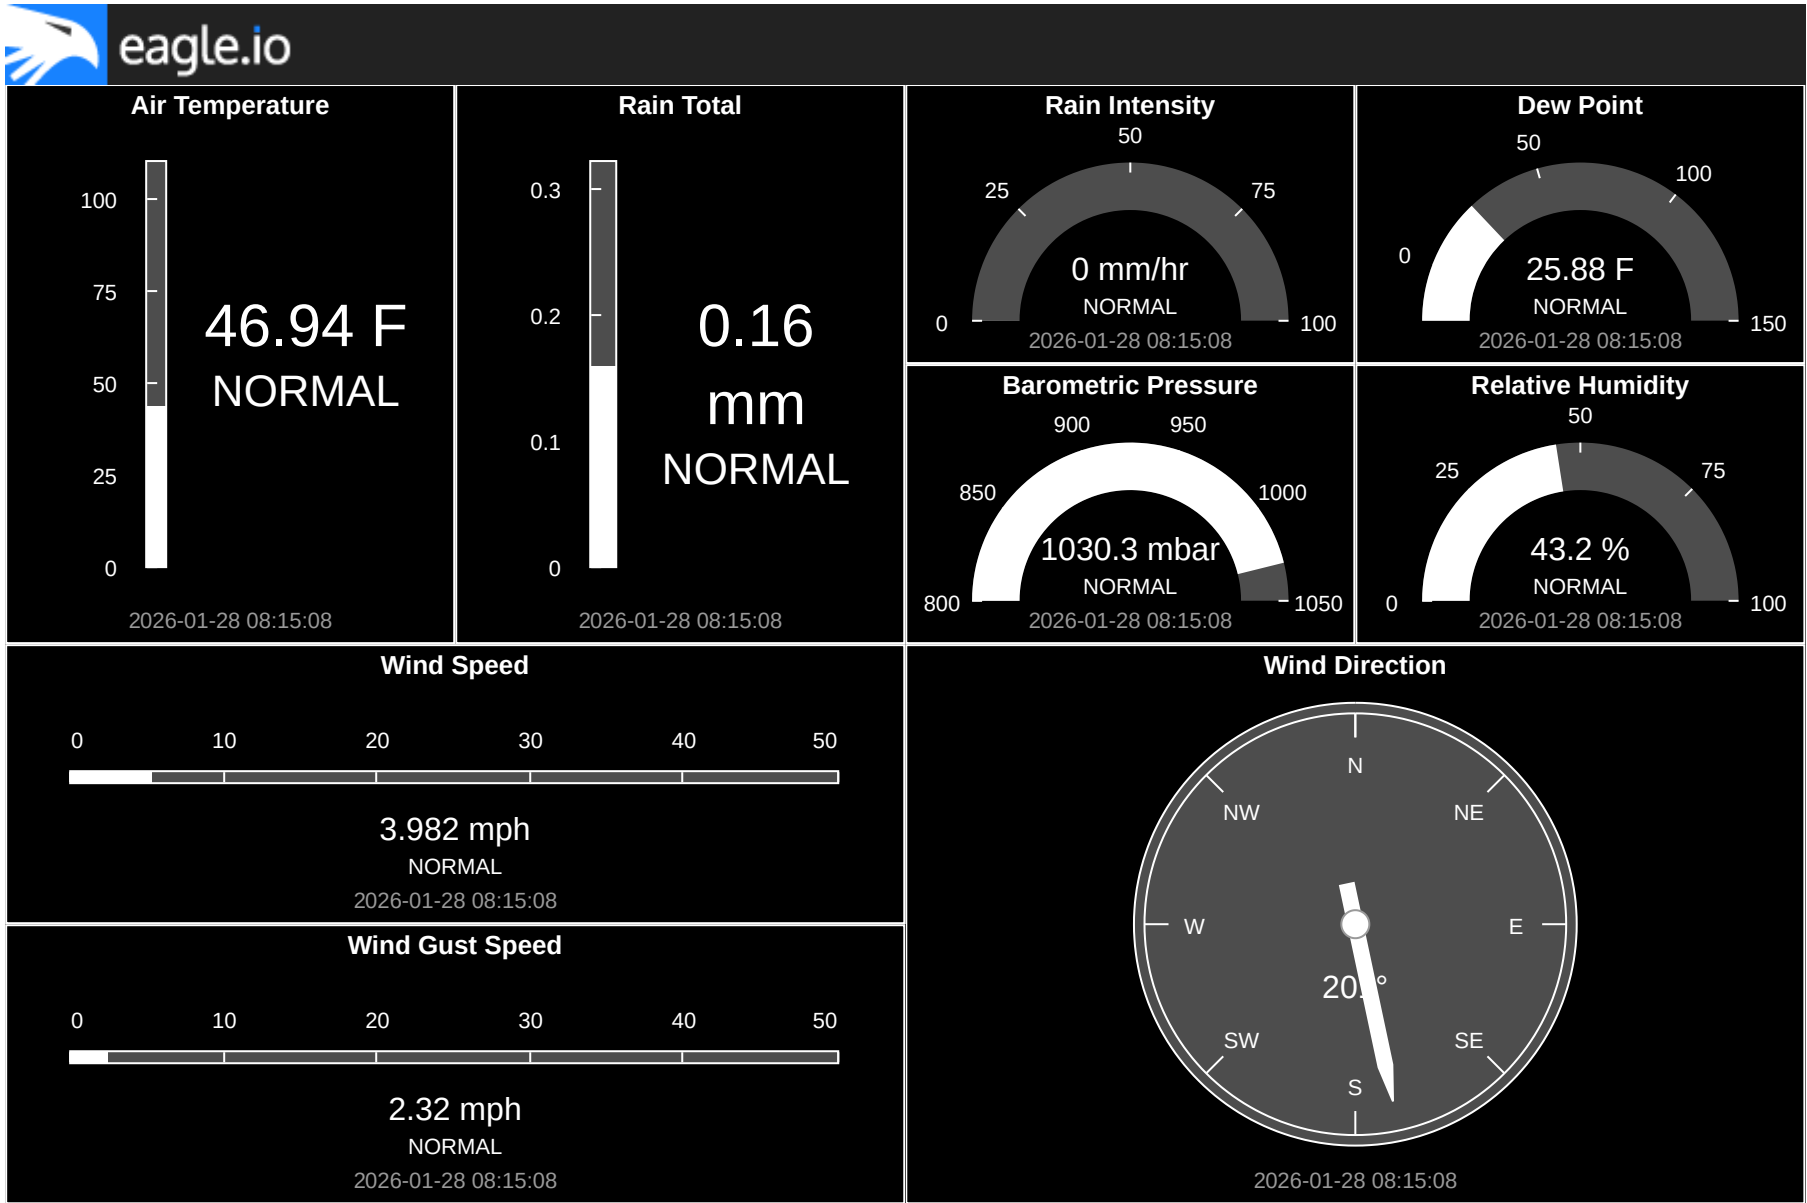 eagle.io
Air Temperature
100
75
50
25
0
46.94 F
NORMAL
2026-01-28 08:15:08
Rain Total
0.3
0.2
0.1
0
0.16
mm
NORMAL
2026-01-28 08:15:08
Rain Intensity
0
25
50
75
100
0 mm/hr
NORMAL
2026-01-28 08:15:08
Dew Point
0
50
100
150
25.88 F
NORMAL
2026-01-28 08:15:08
Barometric Pressure
800
850
900
950
1000
1050
1030.3 mbar
NORMAL
2026-01-28 08:15:08
Relative Humidity
0
25
50
75
100
43.2 %
NORMAL
2026-01-28 08:15:08
Wind Speed
0 10 20 30 40 50
3.982 mph
NORMAL
2026-01-28 08:15:08
Wind Gust Speed
0 10 20 30 40 50
2.32 mph
NORMAL
2026-01-28 08:15:08
Wind Direction
N
NW NE
W E
SW SE
S
2026-01-28 08:15:08